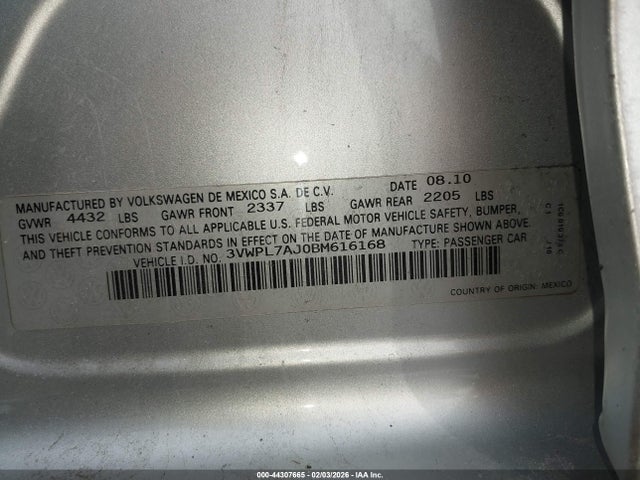 MANUFACTURED BY VOLKSWAGEN DE MEXICO S.A. DE C.V. DATE 08.10
GVWR 4432 LBS GAWR FRONT 2337 LBS GAWR REAR 2205 LBS
THIS VEHICLE CONFORMS TO ALL APPLICABLE U.S. FEDERAL MOTOR VEHICLE SAFETY, BUMPER,
AND THEFT PREVENTION STANDARDS IN EFFECT ON THE DATE OF MANUFACTURE SHOWN ABOVE.
VEHICLE I.D. NO. 3VWPL7AJ0BM616168 TYPE: PASSENGER CAR
COUNTRY OF ORIGIN: MEXICO
000-44307665 - 02/03/2026 - IAA Inc.